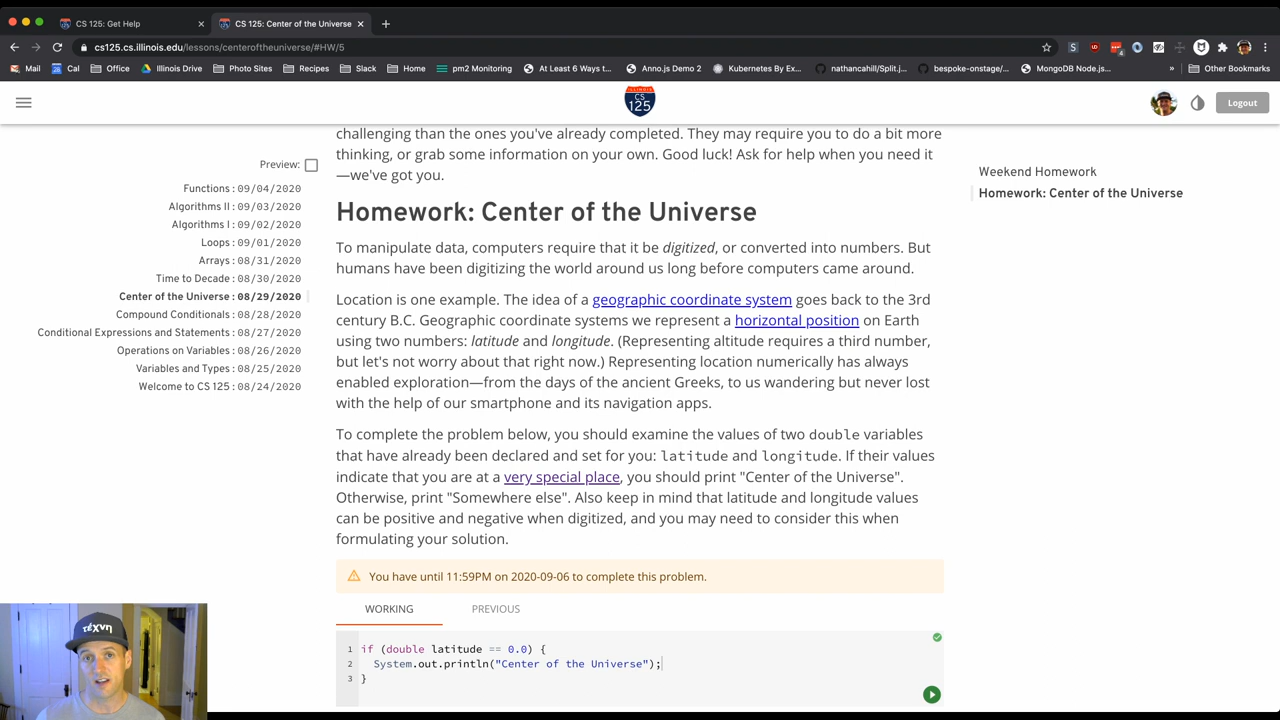 CS 125: Get Help
CS 125: Center of the Universe
cs125.cs.illinois.edu/lessons/centeroftheuniverse/#HW/5
Mail Cal Office Illinois Drive Photo Sites Recipes Slack Home pm2 Monitoring At Least 6 Ways t... Anno.js Demo 2 Kubernetes By Ex... nathancahill/Split.j... bespoke-onstage/... MongoDB Node.js... » Other Bookmarks
ILLINOIS
CS
125
Logout
challenging than the ones you've already completed. They may require you to do a bit more
thinking, or grab some information on your own. Good luck! Ask for help when you need it
—we've got you.
Preview:
Functions : 09/04/2020
Algorithms II : 09/03/2020
Algorithms I : 09/02/2020
Loops : 09/01/2020
Arrays : 08/31/2020
Time to Decade : 08/30/2020
Center of the Universe : 08/29/2020
Compound Conditionals : 08/28/2020
Conditional Expressions and Statements : 08/27/2020
Operations on Variables : 08/26/2020
Variables and Types : 08/25/2020
Welcome to CS 125 : 08/24/2020
Weekend Homework
Homework: Center of the Universe
Homework: Center of the Universe
To manipulate data, computers require that it be digitized, or converted into numbers. But
humans have been digitizing the world around us long before computers came around.
Location is one example. The idea of a geographic coordinate system goes back to the 3rd
century B.C. Geographic coordinate systems we represent a horizontal position on Earth
using two numbers: latitude and longitude. (Representing altitude requires a third number,
but let's not worry about that right now.) Representing location numerically has always
enabled exploration—from the days of the ancient Greeks, to us wandering but never lost
with the help of our smartphone and its navigation apps.
To complete the problem below, you should examine the values of two double variables
that have already been declared and set for you: latitude and longitude. If their values
indicate that you are at a very special place, you should print "Center of the Universe".
Otherwise, print "Somewhere else". Also keep in mind that latitude and longitude values
can be positive and negative when digitized, and you may need to consider this when
formulating your solution.
You have until 11:59PM on 2020-09-06 to complete this problem.
WORKING PREVIOUS
1 if (double latitude == 0.0) {
2 System.out.println("Center of the Universe");
3 }